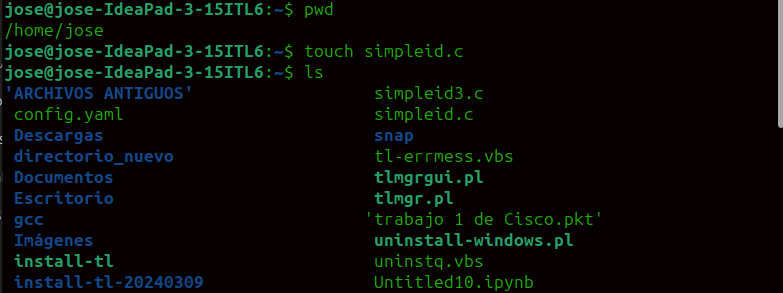 jose@jose-IdeaPad-3-15ITL6:~$ pwd
/home/jose
jose@jose-IdeaPad-3-15ITL6:~$ touch simpleid.c
jose@jose-IdeaPad-3-15ITL6:~$ ls
'ARCHIVOS ANTIGUOS' simpleid3.c
config.yaml simpleid.c
Descargas snap
directorio_nuevo tl-errmess.vbs
Documentos tlmgrgui.pl
Escritorio tlmgr.pl
gcc 'trabajo 1 de Cisco.pkt'
Imágenes uninstall-windows.pl
install-tl uninstq.vbs
install-tl-20240309 Untitled10.ipynb